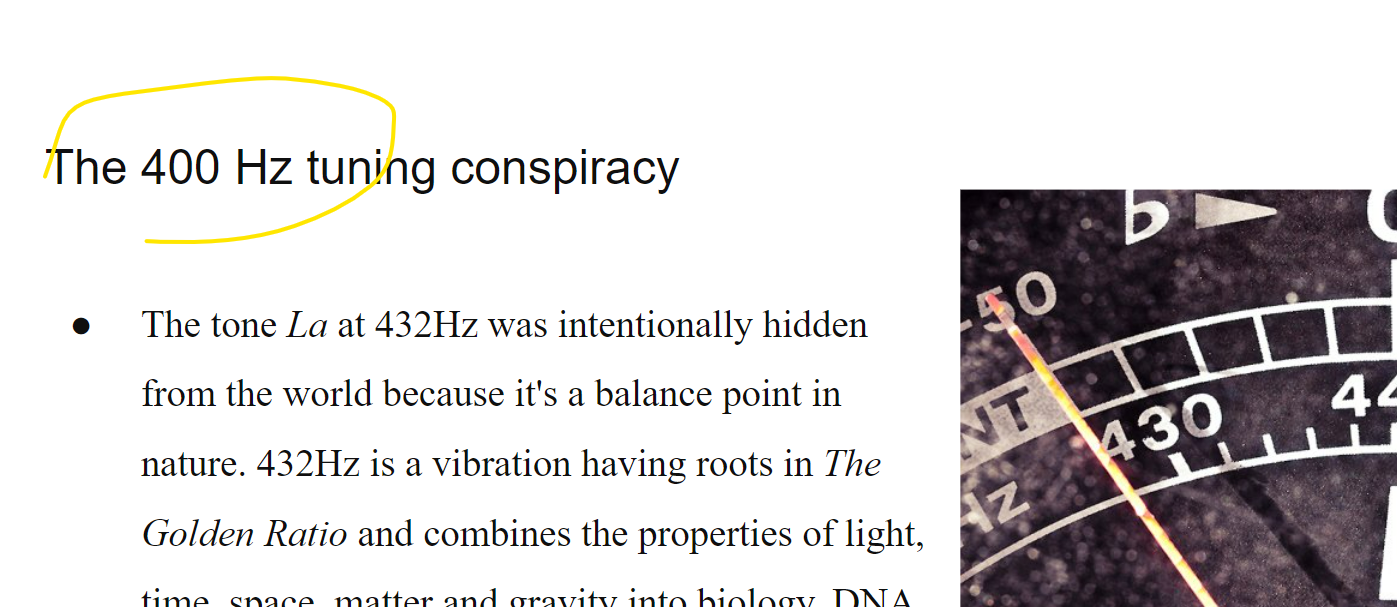 The 400 Hz tuning conspiracy
● The tone La at 432Hz was intentionally hidden
from the world because it's a balance point in
nature. 432Hz is a vibration having roots in The
Golden Ratio and combines the properties of light,
time, space, matter and gravity into biology, DNA
b
-50
430
44
NT
Hz